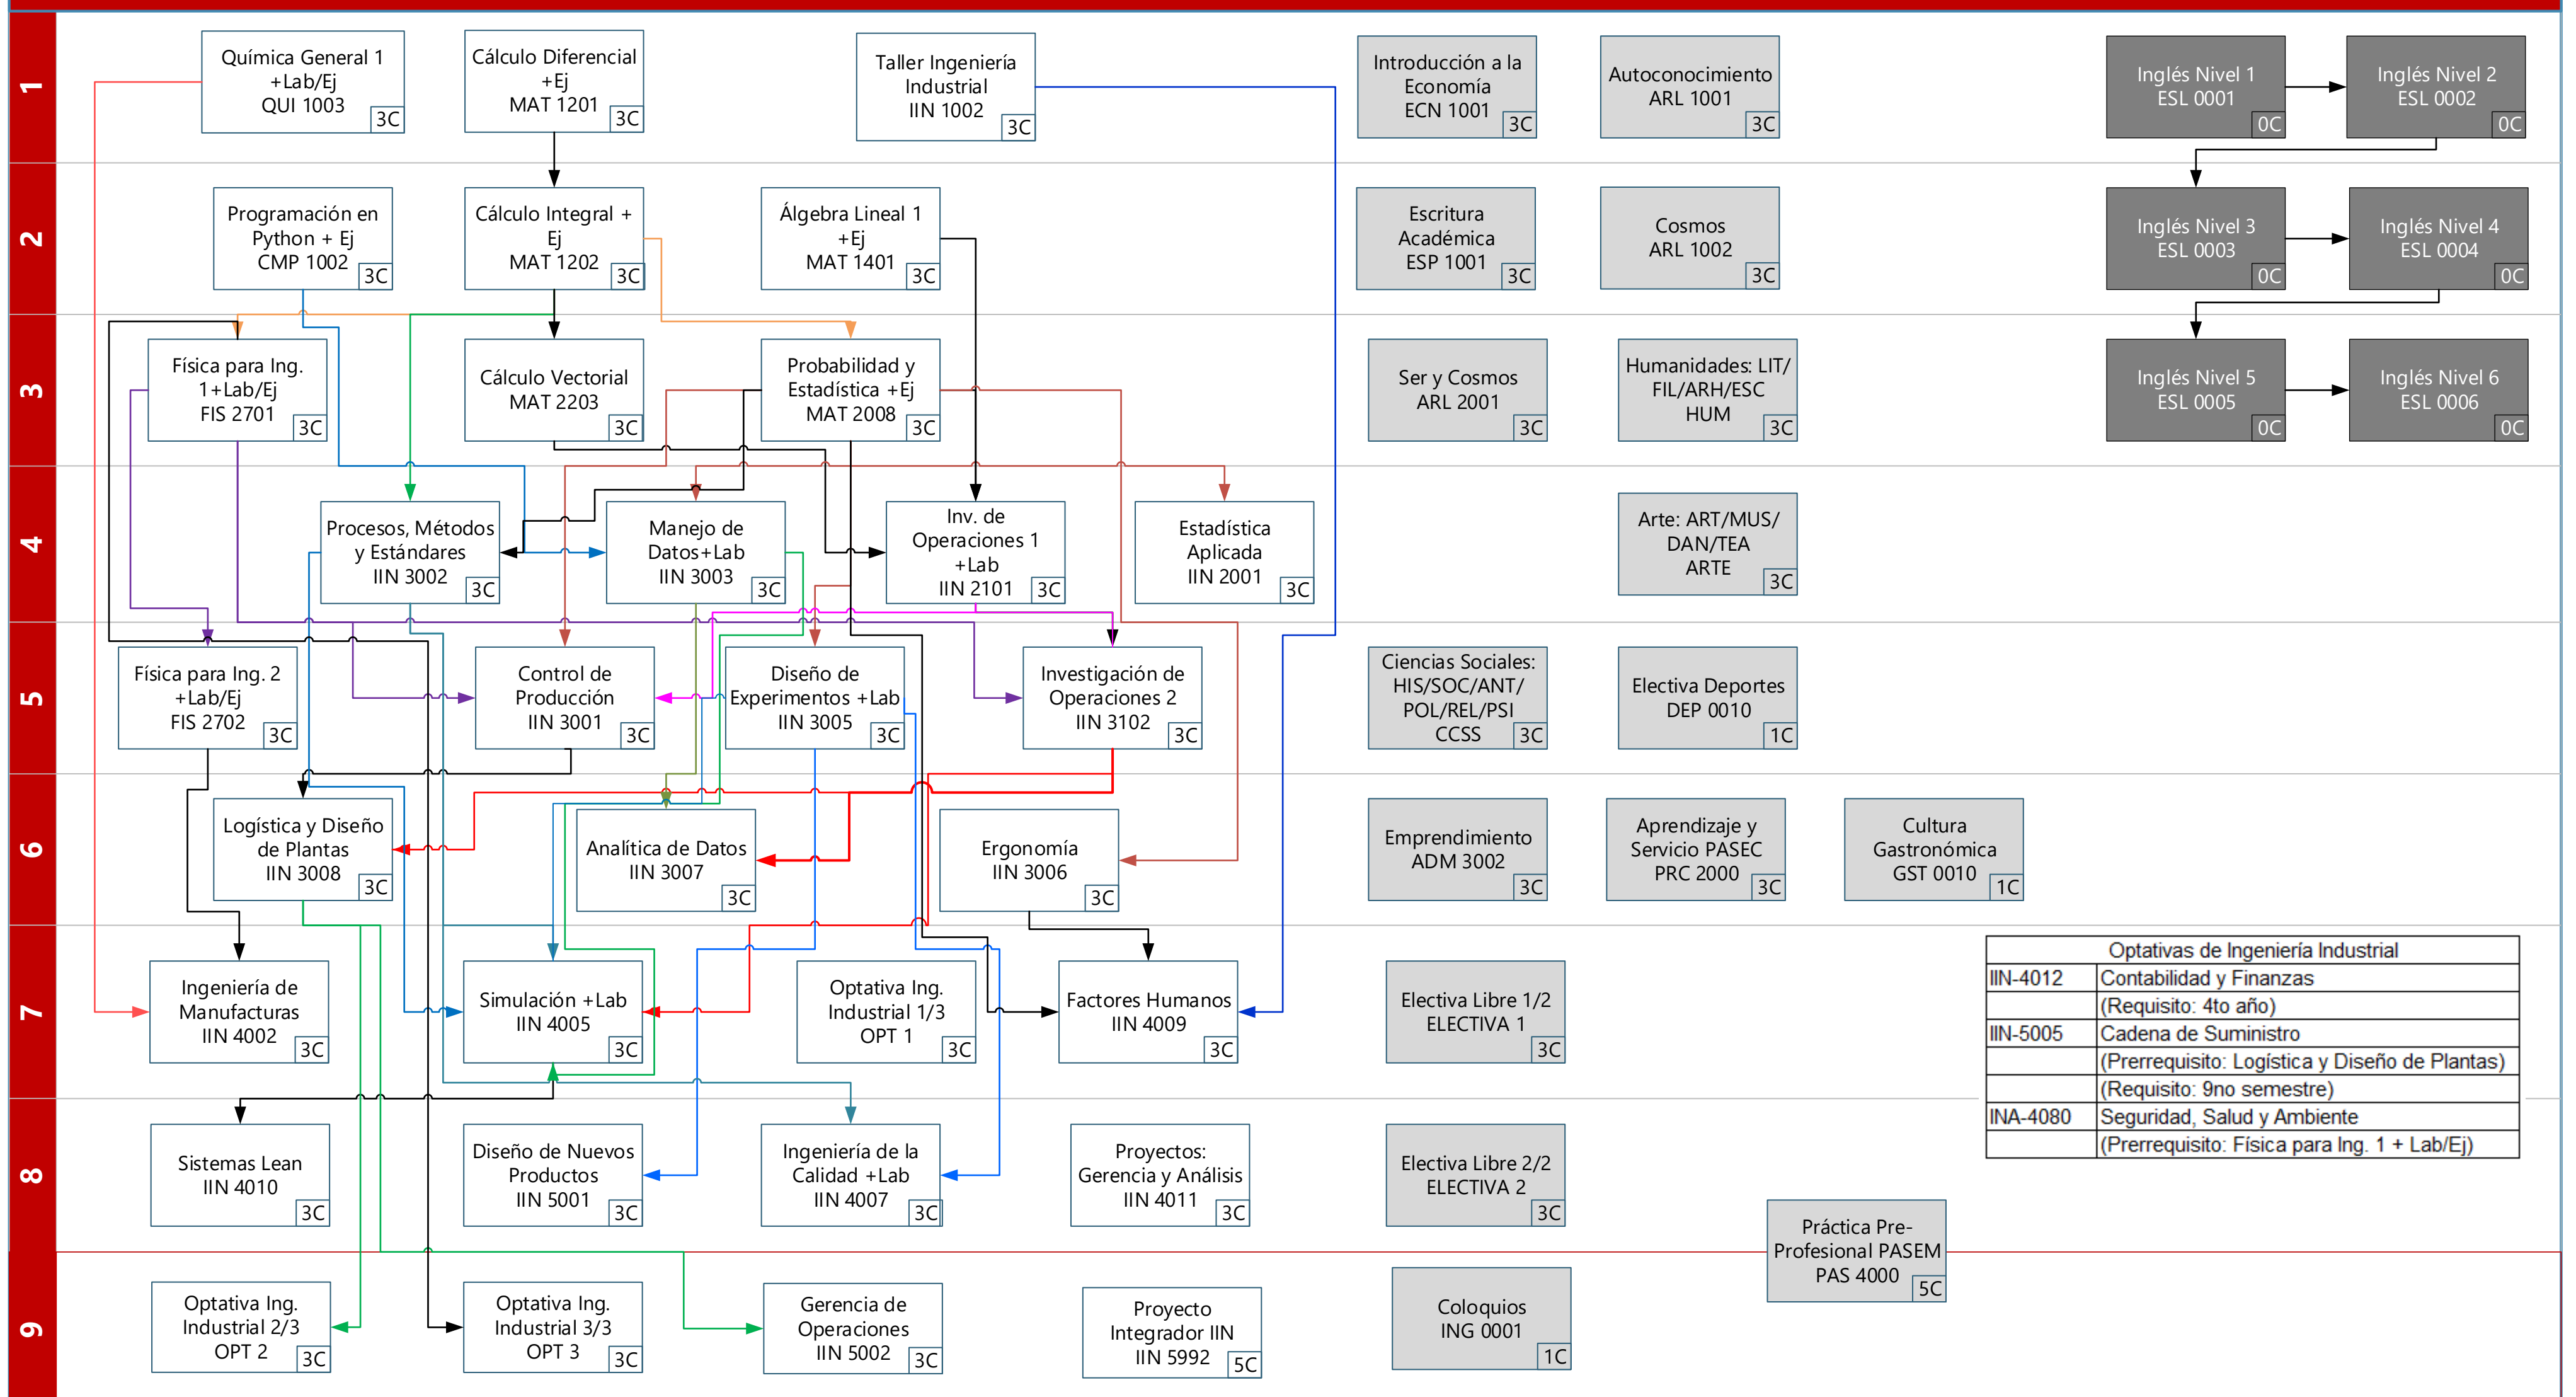 1
Química General 1
+Lab/Ej
QUI 1003
3C
Cálculo Diferencial
+Ej
MAT 1201
3C
Taller Ingeniería
Industrial
IIN 1002
3C
Introducción a la
Economía
ECN 1001
3C
Autoconocimiento
ARL 1001
3C
Inglés Nivel 1
ESL 0001
0C
Inglés Nivel 2
ESL 0002
0C
2
Programación en
Python + Ej
CMP 1002
3C
Cálculo Integral +
Ej
MAT 1202
3C
Álgebra Lineal 1
+Ej
MAT 1401
3C
Escritura
Académica
ESP 1001
3C
Cosmos
ARL 1002
3C
Inglés Nivel 3
ESL 0003
0C
Inglés Nivel 4
ESL 0004
0C
3
Física para Ing.
1+Lab/Ej
FIS 2701
3C
Cálculo Vectorial
MAT 2203
3C
Probabilidad y
Estadística +Ej
MAT 2008
3C
Ser y Cosmos
ARL 2001
3C
Humanidades: LIT/
FIL/ARH/ESC
HUM
3C
Inglés Nivel 5
ESL 0005
0C
Inglés Nivel 6
ESL 0006
0C
4
Procesos, Métodos
y Estándares
IIN 3002
3C
Manejo de
Datos+Lab
IIN 3003
3C
Inv. de
Operaciones 1
+Lab
IIN 2101
3C
Estadística
Aplicada
IIN 2001
3C
Arte: ART/MUS/
DAN/TEA
ARTE
3C
5
Física para Ing. 2
+Lab/Ej
FIS 2702
3C
Control de
Producción
IIN 3001
3C
Diseño de
Experimentos +Lab
IIN 3005
3C
Investigación de
Operaciones 2
IIN 3102
3C
Ciencias Sociales:
HIS/SOC/ANT/
POL/REL/PSI
CCSS
3C
Electiva Deportes
DEP 0010
1C
6
Logística y Diseño
de Plantas
IIN 3008
3C
Analítica de Datos
IIN 3007
3C
Ergonomía
IIN 3006
3C
Emprendimiento
ADM 3002
3C
Aprendizaje y
Servicio PASEC
PRC 2000
3C
Cultura
Gastronómica
GST 0010
1C
7
Ingeniería de
Manufacturas
IIN 4002
3C
Simulación +Lab
IIN 4005
3C
Optativa Ing.
Industrial 1/3
OPT 1
3C
Factores Humanos
IIN 4009
3C
Electiva Libre 1/2
ELECTIVA 1
3C
Optativas de Ingeniería Industrial
IIN-4012 Contabilidad y Finanzas
(Requisito: 4to año)
IIN-5005 Cadena de Suministro
(Prerrequisito: Logística y Diseño de Plantas)
(Requisito: 9no semestre)
INA-4080 Seguridad, Salud y Ambiente
(Prerrequisito: Física para Ing. 1 + Lab/Ej)
8
Sistemas Lean
IIN 4010
3C
Diseño de Nuevos
Productos
IIN 5001
3C
Ingeniería de la
Calidad +Lab
IIN 4007
3C
Proyectos:
Gerencia y Análisis
IIN 4011
3C
Electiva Libre 2/2
ELECTIVA 2
3C
Práctica Pre-
Profesional PASEM
PAS 4000
5C
9
Optativa Ing.
Industrial 2/3
OPT 2
3C
Optativa Ing.
Industrial 3/3
OPT 3
3C
Gerencia de
Operaciones
IIN 5002
3C
Proyecto
Integrador IIN
IIN 5992
5C
Coloquios
ING 0001
1C